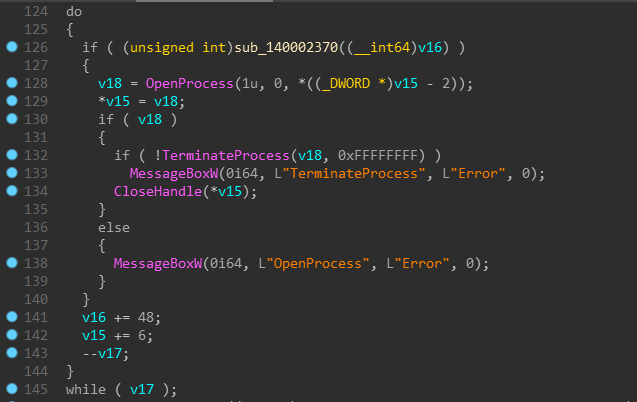 124 do
125 {
126 if ( (unsigned int)sub_140002370((__int64)v16) )
127 {
128 v18 = OpenProcess(1u, 0, *((_DWORD *)v15 - 2));
129 *v15 = v18;
130 if ( v18 )
131 {
132 if ( !TerminateProcess(v18, 0xFFFFFFFF) )
133 MessageBoxW(0i64, L"TerminateProcess", L"Error", 0);
134 CloseHandle(*v15);
135 }
136 else
137 {
138 MessageBoxW(0i64, L"OpenProcess", L"Error", 0);
139 }
140 }
141 v16 += 48;
142 v15 += 6;
143 --v17;
144 }
145 while ( v17 );